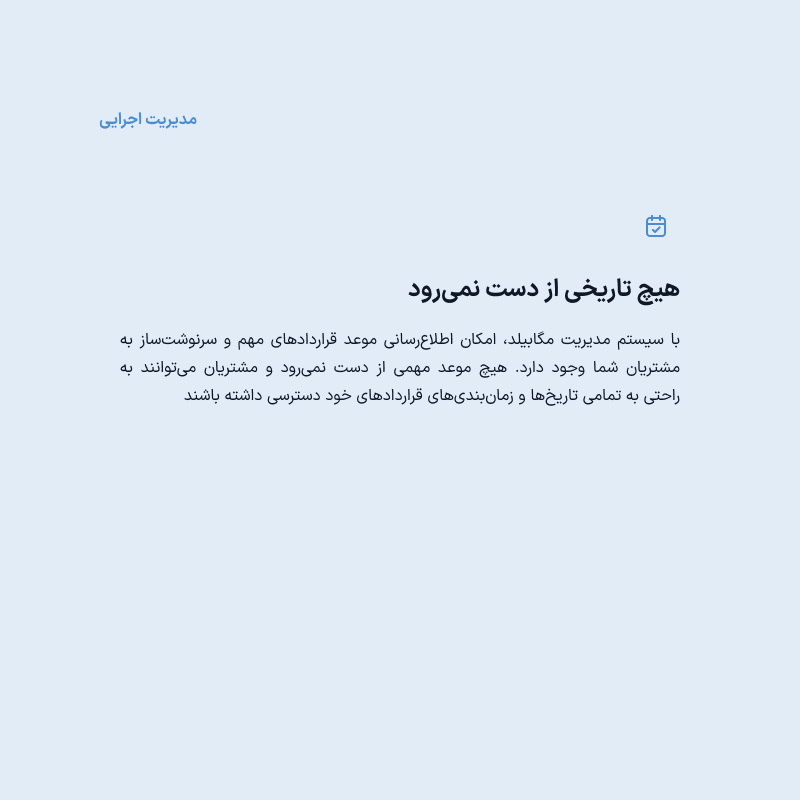 مدیریت اجرایی
هیچ تاریخی از دست نمی‌رود
با سیستم مدیریت مگابیلد، امکان اطلاع‌رسانی موعد قراردادهای مهم و سرنوشت‌ساز به
مشتریان شما وجود دارد. هیچ موعد مهمی از دست نمی‌رود و مشتریان می‌توانند به
راحتی به تمامی تاریخ‌ها و زمان‌بندی‌های قراردادهای خود دسترسی داشته باشند